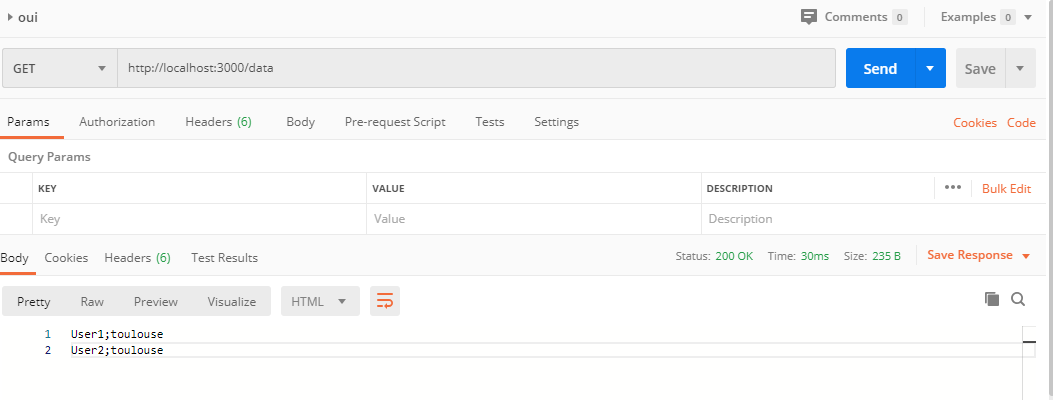 oui Comments 0 Examples 0
GET http://localhost:3000/data Send Save
Params Authorization Headers (6) Body Pre-request Script Tests Settings Cookies Code
Query Params
KEY VALUE DESCRIPTION ••• Bulk Edit
Key Value Description
Body Cookies Headers (6) Test Results Status: 200 OK Time: 30ms Size: 235 B Save Response
Pretty Raw Preview Visualize HTML
1 User1;toulouse
2 User2;toulouse